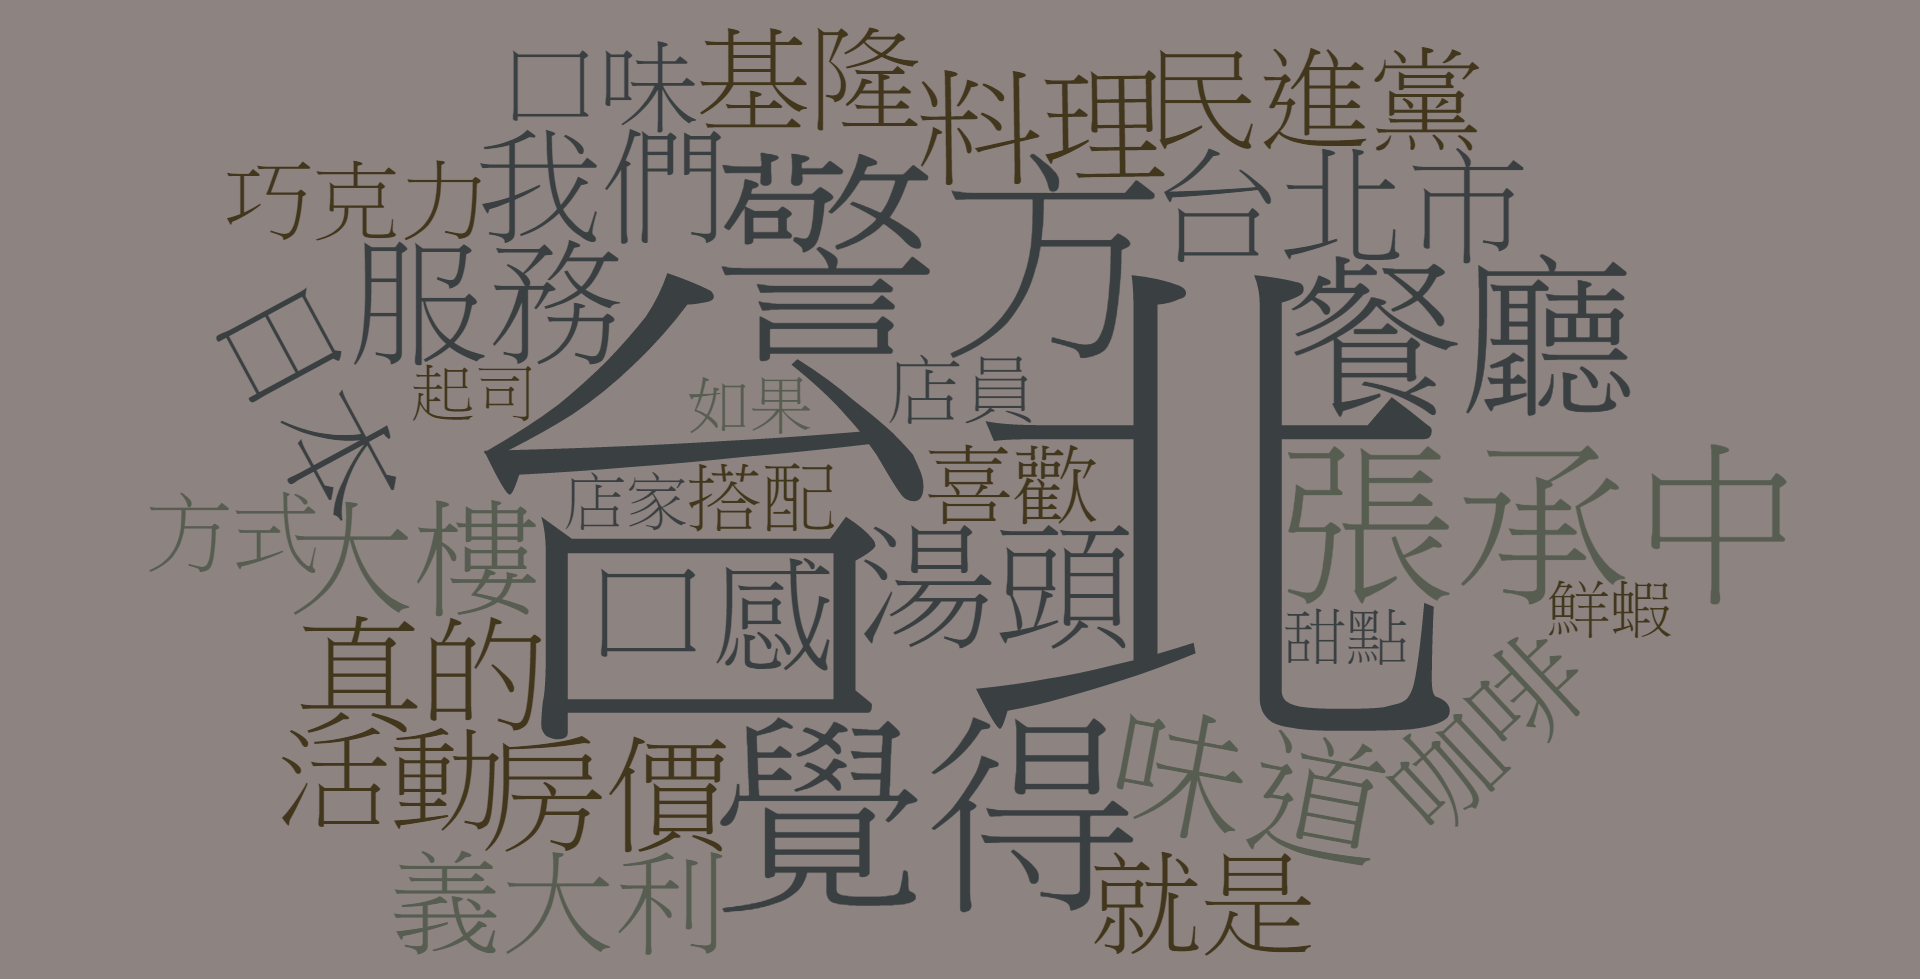 口味
基隆
料理
民進黨
巧克力
我們
警方
台北市
服務
餐廳
日本
台北
起司
如果
店員
店家
搭配
喜歡
張承中
方式
大樓
口感
湯頭
甜點
鮮蝦
真的
咖啡
活動
房價
覺得
味道
義大利
就是